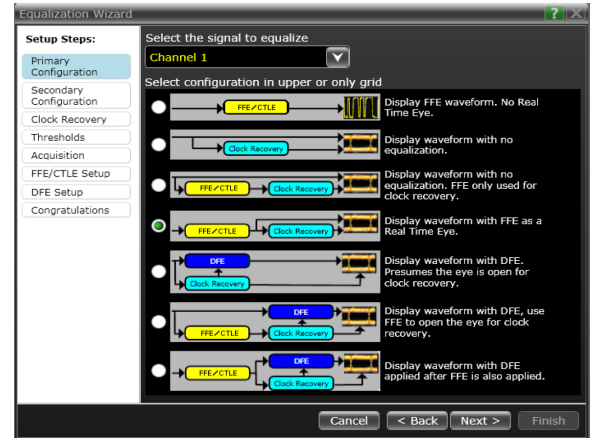 Equalization Wizard
?
X
Setup Steps:
Primary
Configuration
Secondary
Configuration
Clock Recovery
Thresholds
Acquisition
FFE/CTLE Setup
DFE Setup
Congratulations
Select the signal to equalize
Channel 1
Select configuration in upper or only grid
FFE/CTLE
Display FFE waveform. No Real
Time Eye.
Clock Recovery
Display waveform with no
equalization.
FFE/CTLE
Clock Recovery
Display waveform with no
equalization. FFE only used for
clock recovery.
FFE/CTLE
Clock Recovery
Display waveform with FFE as a
Real Time Eye.
DFE
Clock Recovery
Display waveform with DFE.
Presumes the eye is open for
clock recovery.
DFE
FFE/CTLE
Clock Recovery
Display waveform with DFE, use
FFE to open the eye for clock
recovery.
FFE/CTLE
DFE
Clock Recovery
Display waveform with DFE
applied after FFE is also applied.
Cancel
< Back
Next >
Finish